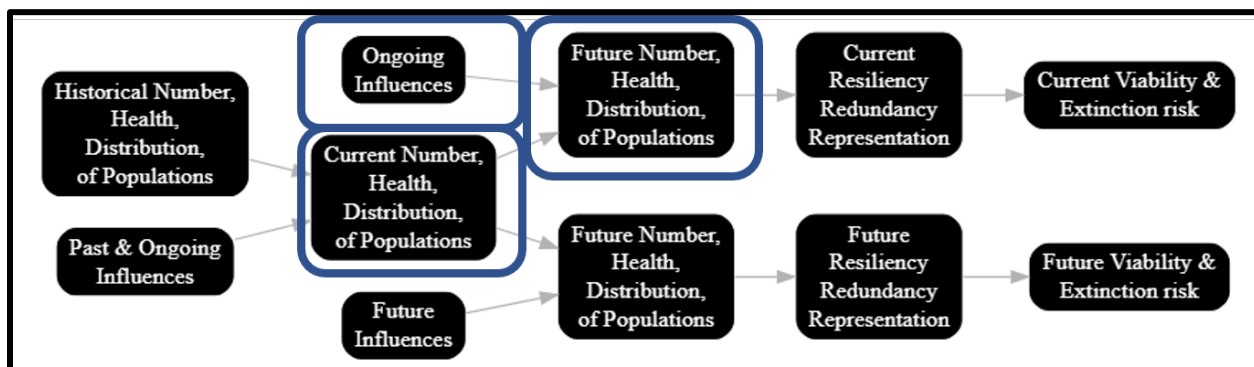 Historical Number,
Health,
Distribution,
of Populations
Past & Ongoing
Influences
Ongoing
Influences
Current Number,
Health,
Distribution,
of Populations
Future
Influences
Future Number,
Health,
Distribution,
of Populations
Future Number,
Health,
Distribution,
of Populations
Current
Resiliency
Redundancy
Representation
Future
Resiliency
Redundancy
Representation
Current Viability &
Extinction risk
Future Viability &
Extinction risk